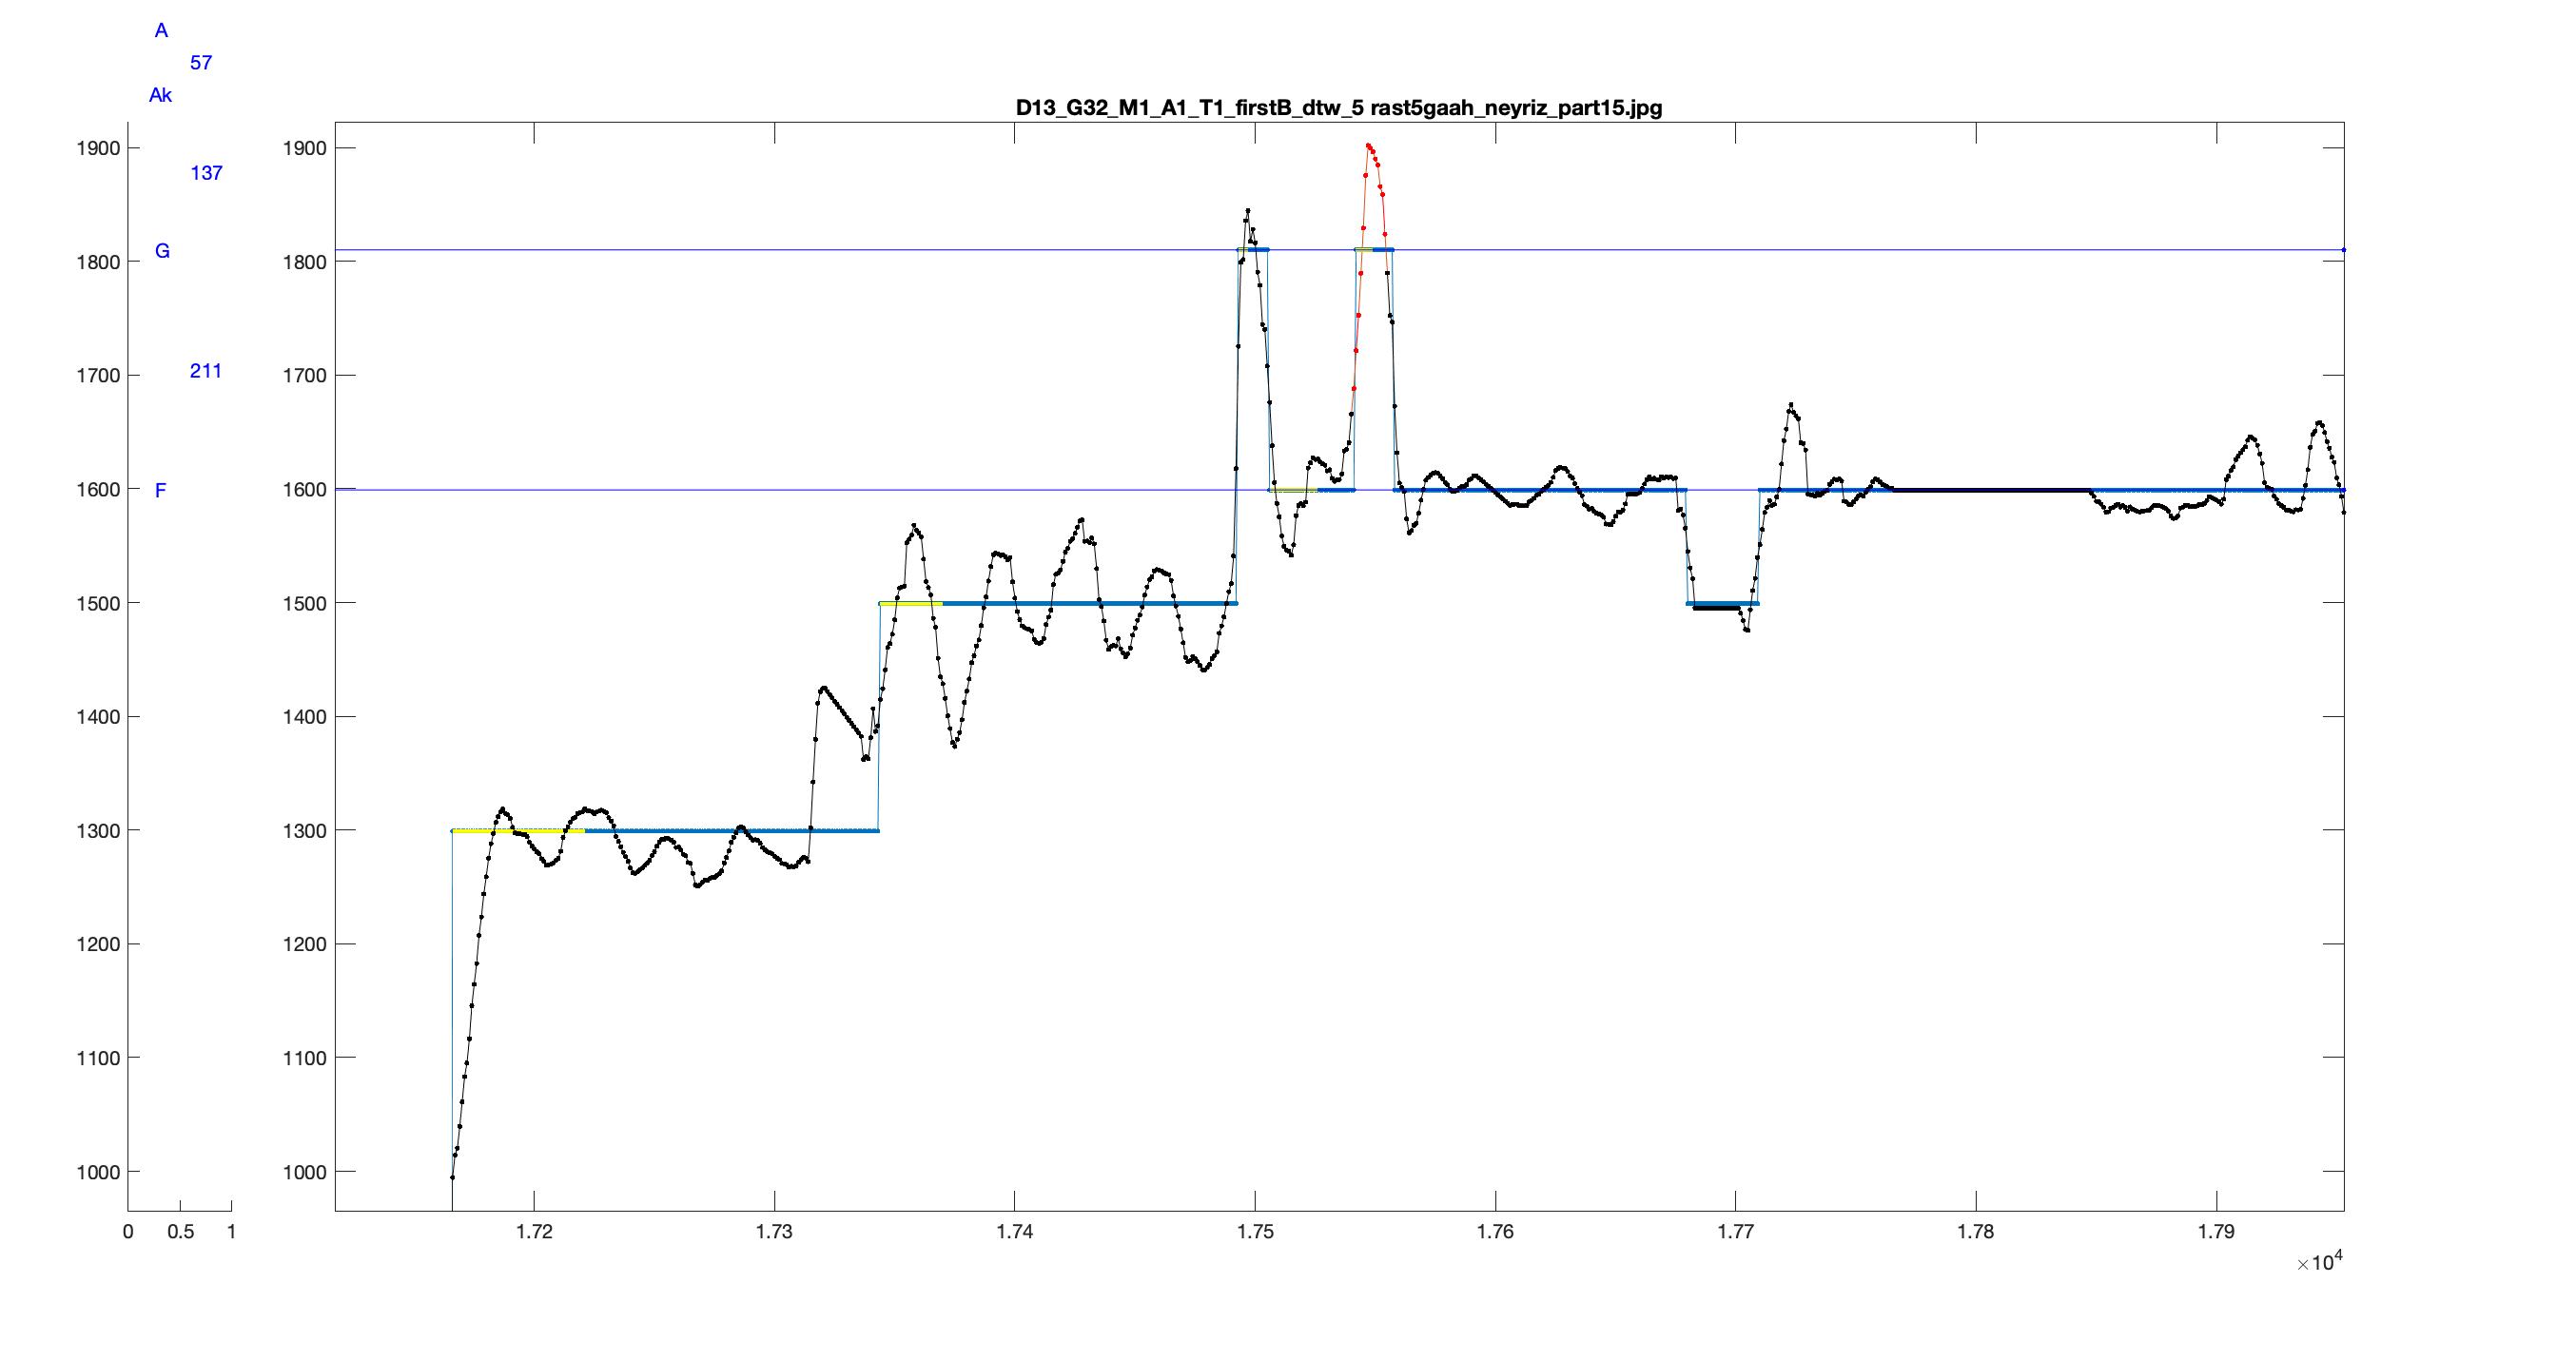 A
57
Ak
D13_G32_M1_A1_T1_firstB_dtw_5 rast5gaah_neyriz_part15.jpg
1900 1900
137
G
1800 1800
211
1700 1700
F
1600 1600
1500 1500
1400 1400
1300 1300
1200 1200
1100 1100
1000 1000
0 0.5 1 1.72 1.73 1.74 1.75 1.76 1.77 1.78 1.79
×10^4